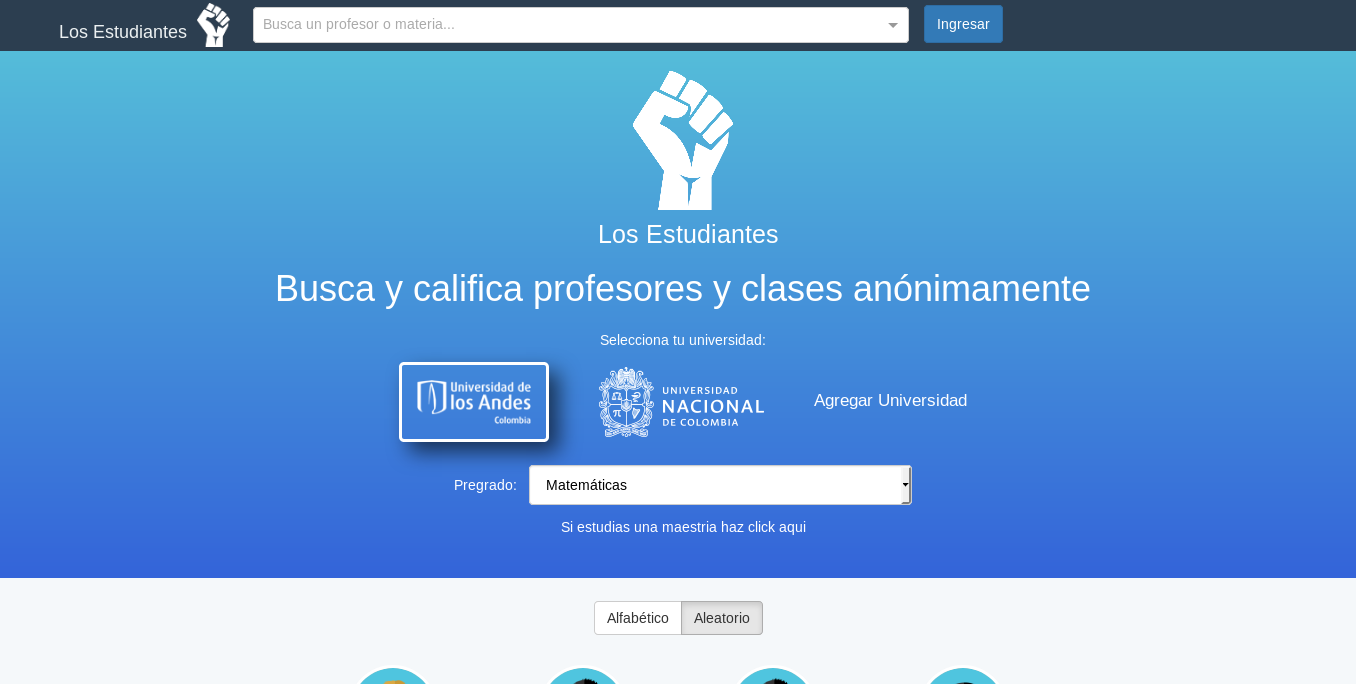 Los Estudiantes
Busca un profesor o materia...
Ingresar
Los Estudiantes
Busca y califica profesores y clases anónimamente
Selecciona tu universidad:
Universidad de
los Andes
Colombia
UNIVERSIDAD
NACIONAL
DE COLOMBIA
Agregar Universidad
Pregrado:
Matemáticas
Si estudias una maestria haz click aqui
Alfabético
Aleatorio